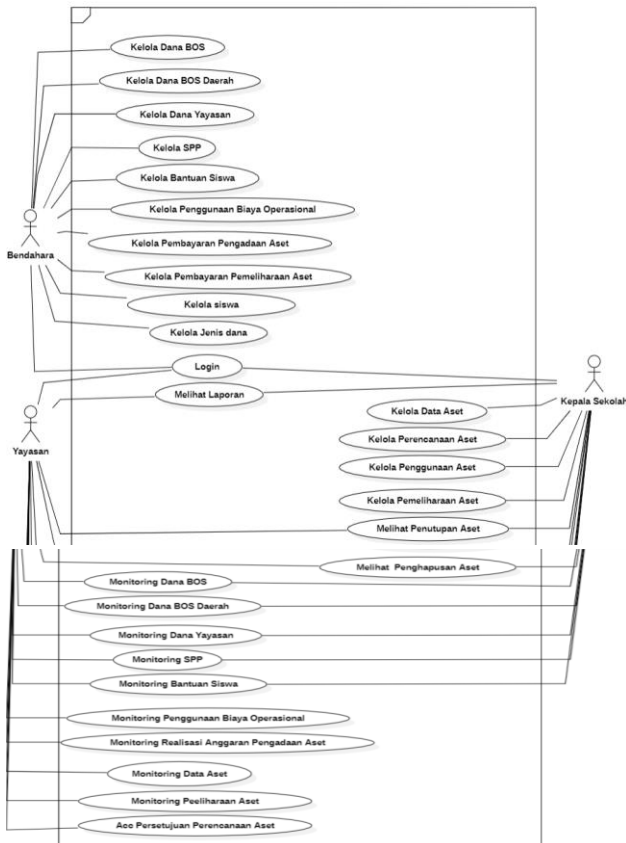 Kelola Dana BOS
Kelola Dana BOS Daerah
Kelola Dana Yayasan
Kelola SPP
Kelola Bantuan Siswa
Kelola Penggunaan Biaya Operasional
Bendahara
Kelola Pembayaran Pengadaan Aset
Kelola Pembayaran Pemeliharaan Aset
Kelola siswa
Kelola Jenis dana
Login
Melihat Laporan
Kepala Sekolah
Kelola Data Aset
Yayasan
Kelola Perencanaan Aset
Kelola Penggunaan Aset
Kelola Pemeliharaan Aset
Melihat Penutupan Aset
Melihat Penghapusan Aset
Monitoring Dana BOS
Monitoring Dana BOS Daerah
Monitoring Dana Yayasan
Monitoring SPP
Monitoring Bantuan Siswa
Monitoring Penggunaan Biaya Operasional
Monitoring Realisasi Anggaran Pengadaan Aset
Monitoring Data Aset
Monitoring Peeliharaan Aset
Acc Persetujuan Perencanaan Aset